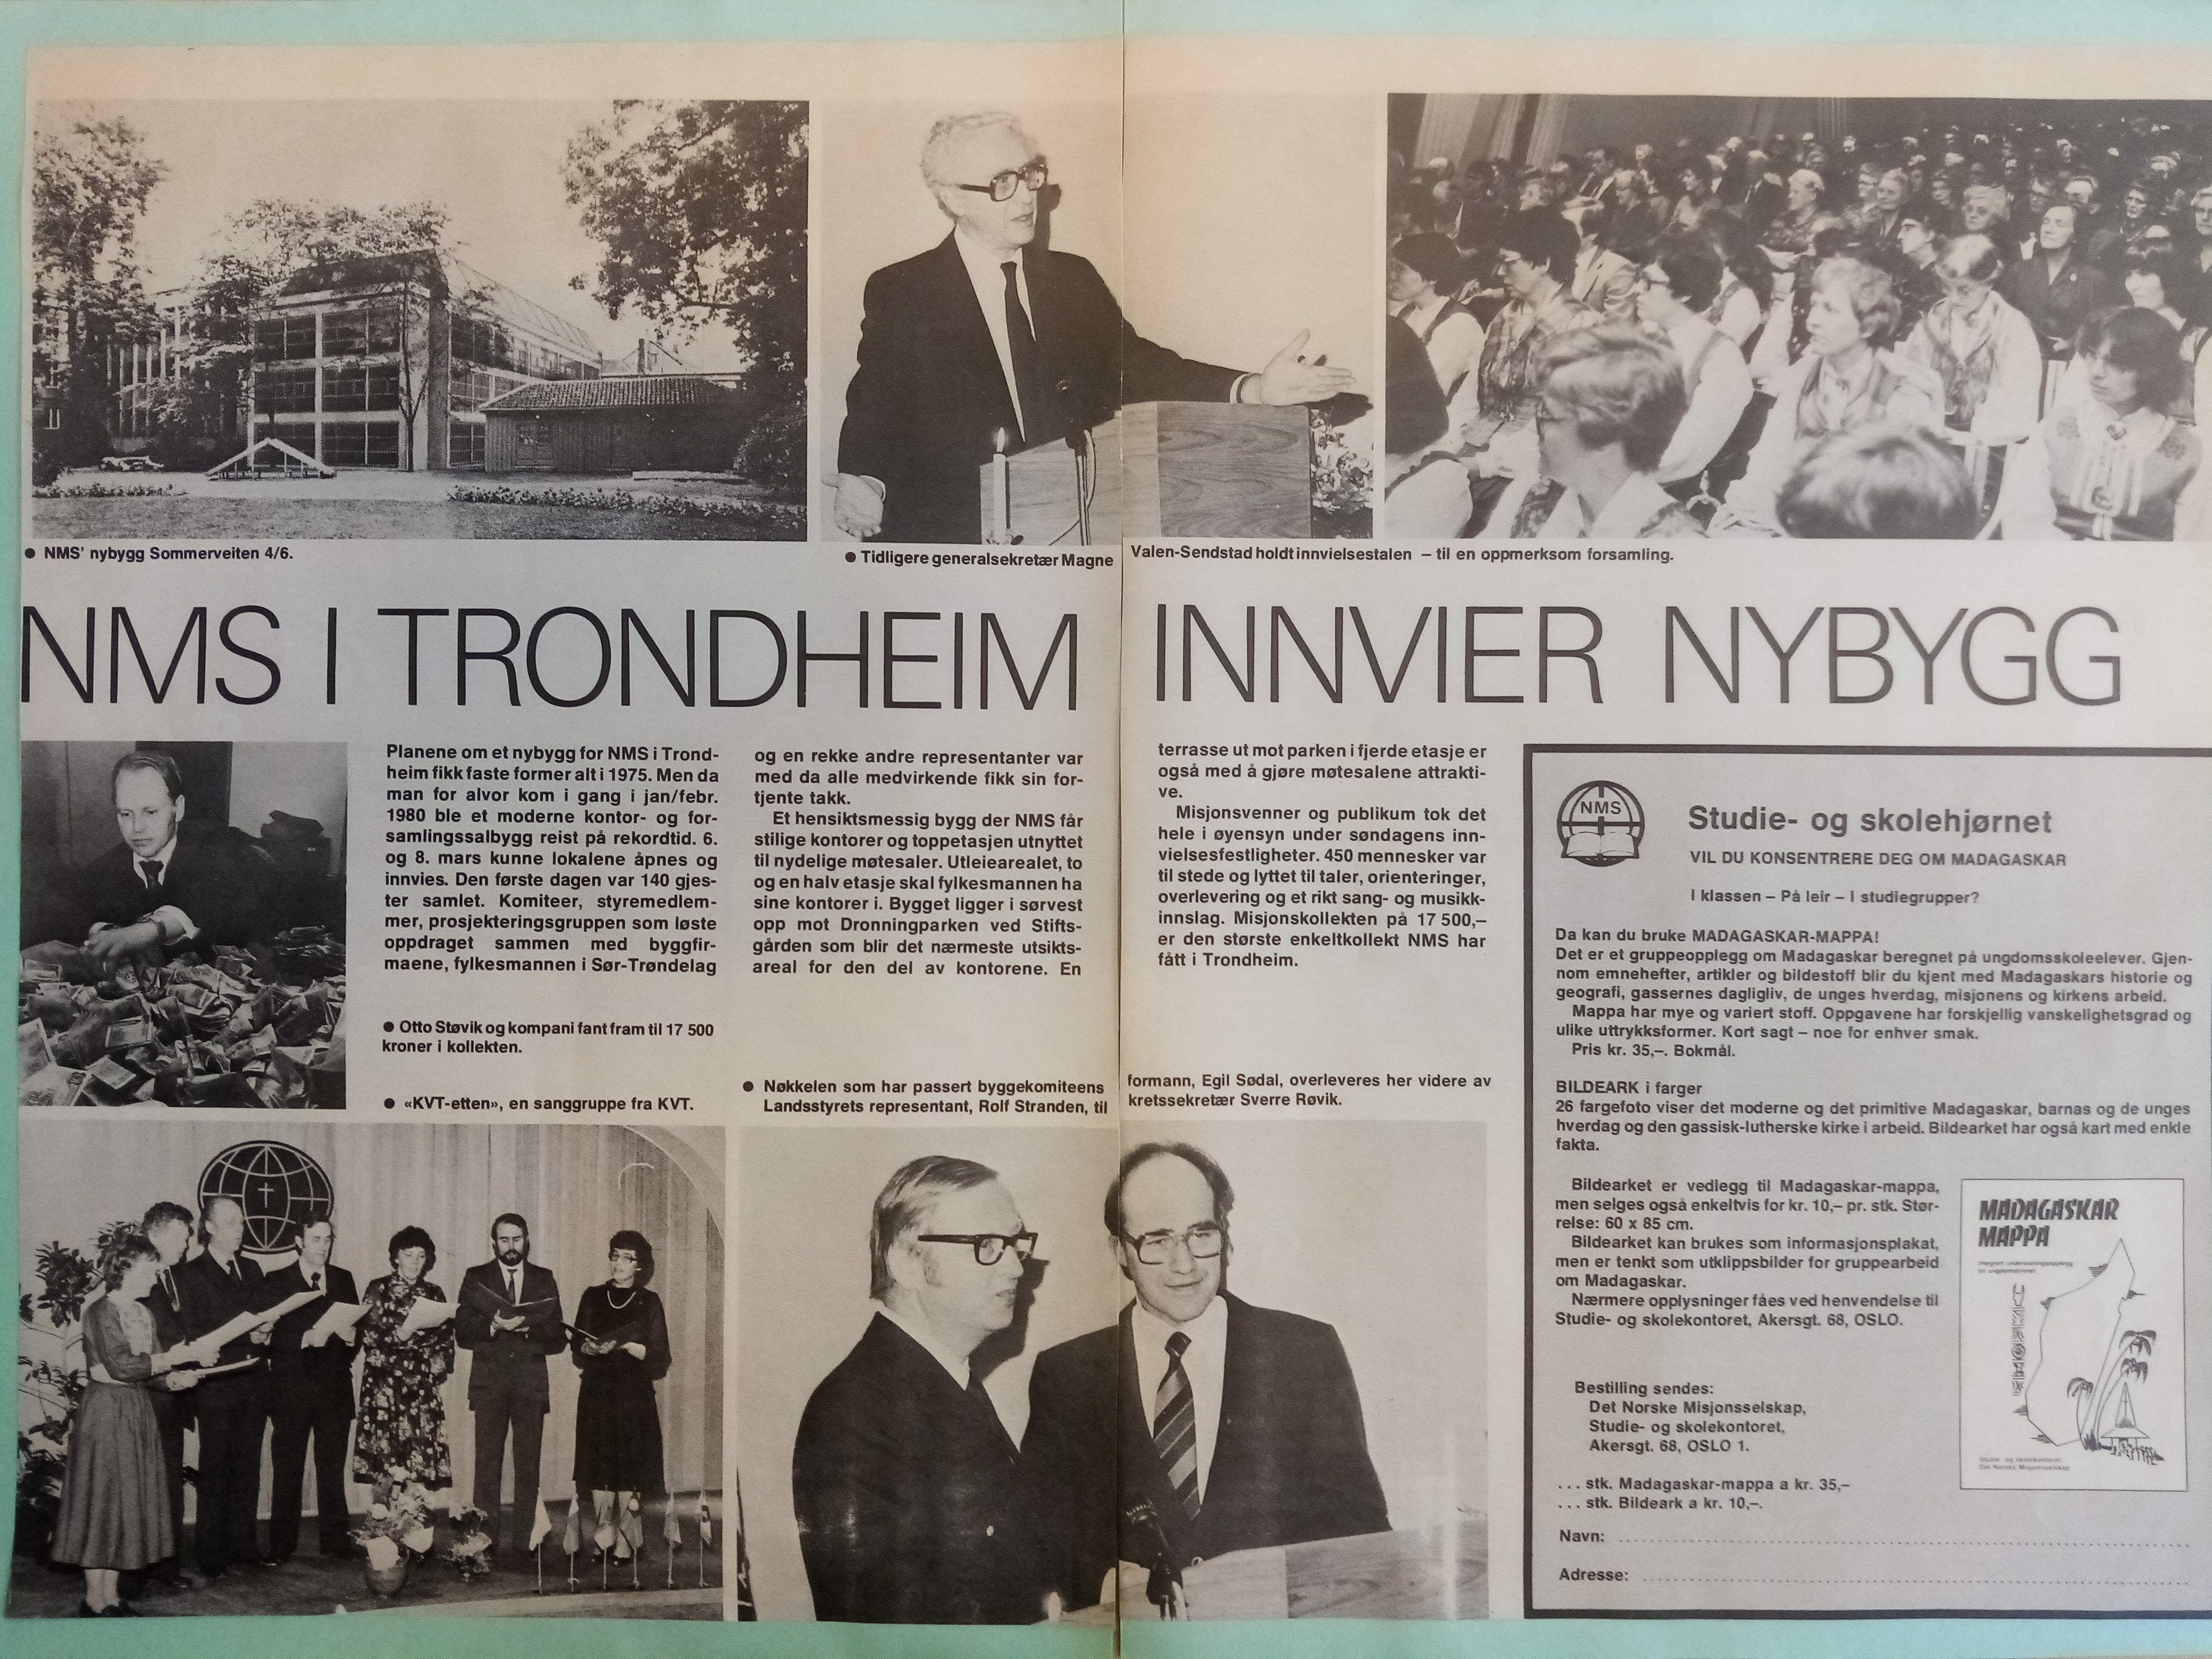 ● NMS' nybygg Sommerveiten 4/6.
● Tidligere generalsekretær Magne Valen-Sendstad holdt innvielsestalen – til en oppmerksom forsamling.
NMS I TRONDHEIM INNVIER NYBYGG
Planene om et nybygg for NMS i Trond-
heim fikk faste former alt i 1975. Men da
man for alvor kom i gang i jan/febr.
1980 ble et moderne kontor- og for-
samlingssalbygg reist på rekordtid. 6.
og 8. mars kunne lokalene åpnes og
innvies. Den første dagen var 140 gjes-
ter samlet. Komiteer, styremedlem-
mer, prosjekteringsgruppen som løste
oppdraget sammen med byggfir-
maene, fylkesmannen i Sør-Trøndelag
og en rekke andre representanter var
med da alle medvirkende fikk sin for-
tjente takk.
Et hensiktsmessig bygg der NMS får
stilige kontorer og toppetasjen utnyttet
til nydelige møtesaler. Utleiearealet, to
og en halv etasje skal fylkesmannen ha
sine kontorer i. Bygget ligger i sørvest
opp mot Dronningparken ved Stifts-
gården som blir det nærmeste utsikts-
areal for den del av kontorene. En
terrasse ut mot parken i fjerde etasje er
også med å gjøre møtesalene attrakti-
ve.
Misjonsvenner og publikum tok det
hele i øyensyn under søndagens inn-
vielsesfestligheter. 450 mennesker var
til stede og lyttet til taler, orienteringer,
overlevering og et rikt sang- og musikk-
innslag. Misjonskollekten på 17 500,–
er den største enkeltkollekt NMS har
fått i Trondheim.
● Otto Støvik og kompani fant fram til 17 500
kroner i kollekten.
● «KVT-etten», en sanggruppe fra KVT.
● Nøkkelen som har passert byggekomiteens formann, Egil Sødal, overleveres her videre av
Landsstyrets representant, Rolf Stranden, til kretssekretær Sverre Røvik.
NMS
Studie- og skolehjørnet
VIL DU KONSENTRERE DEG OM MADAGASKAR
I klassen – På leir – I studiegrupper?
Da kan du bruke MADAGASKAR-MAPPA!
Det er et gruppeopplegg om Madagaskar beregnet på ungdomsskoleelever. Gjen-
nom emnehefter, artikler og bildestoff blir du kjent med Madagaskars historie og
geografi, gassernes dagligliv, de unges hverdag, misjonens og kirkens arbeid.
Mappa har mye og variert stoff. Oppgavene har forskjellig vanskelighetsgrad og
ulike uttrykksformer. Kort sagt – noe for enhver smak.
Pris kr. 35,–. Bokmål.
BILDEARK i farger
26 fargefoto viser det moderne og det primitive Madagaskar, barnas og de unges
hverdag og den gassisk-lutherske kirke i arbeid. Bildearket har også kart med enkle
fakta.
Bildearket er vedlegg til Madagaskar-mappa,
men selges også enkeltvis for kr. 10,– pr. stk. Stør-
relse: 60 x 85 cm.
Bildearket kan brukes som informasjonsplakat,
men er tenkt som utklippsbilder for gruppearbeid
om Madagaskar.
Nærmere opplysninger fåes ved henvendelse til
Studie- og skolekontoret, Akersgt. 68, OSLO.
MADAGASKAR
MAPPA
Integrert undervisningsopplegg
for ungdomstrinnet
Studie- og skolekontoret
Det Norske Misjonsselskap
Bestilling sendes:
Det Norske Misjonsselskap,
Studie- og skolekontoret,
Akersgt. 68, OSLO 1.
... stk. Madagaskar-mappa a kr. 35,–
... stk. Bildeark a kr. 10,–.
Navn:
Adresse: